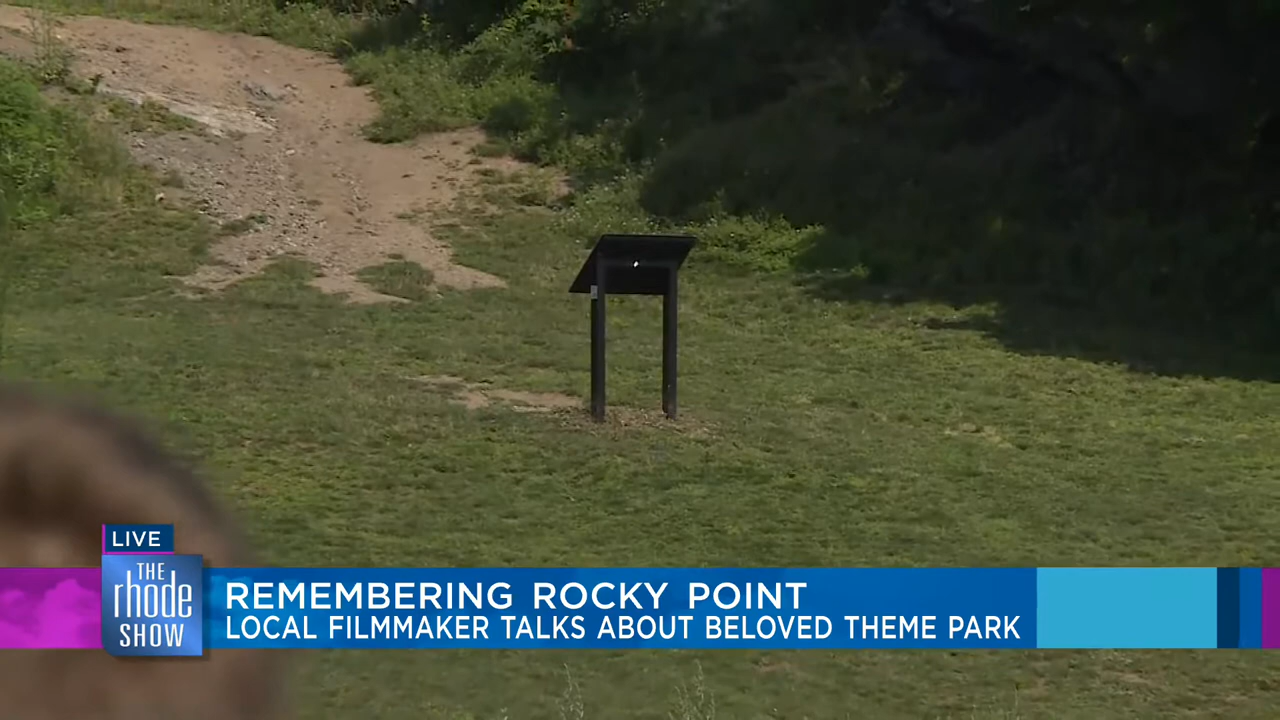 LIVE
THE
rhode
SHOW
REMEMBERING ROCKY POINT
LOCAL FILMMAKER TALKS ABOUT BELOVED THEME PARK